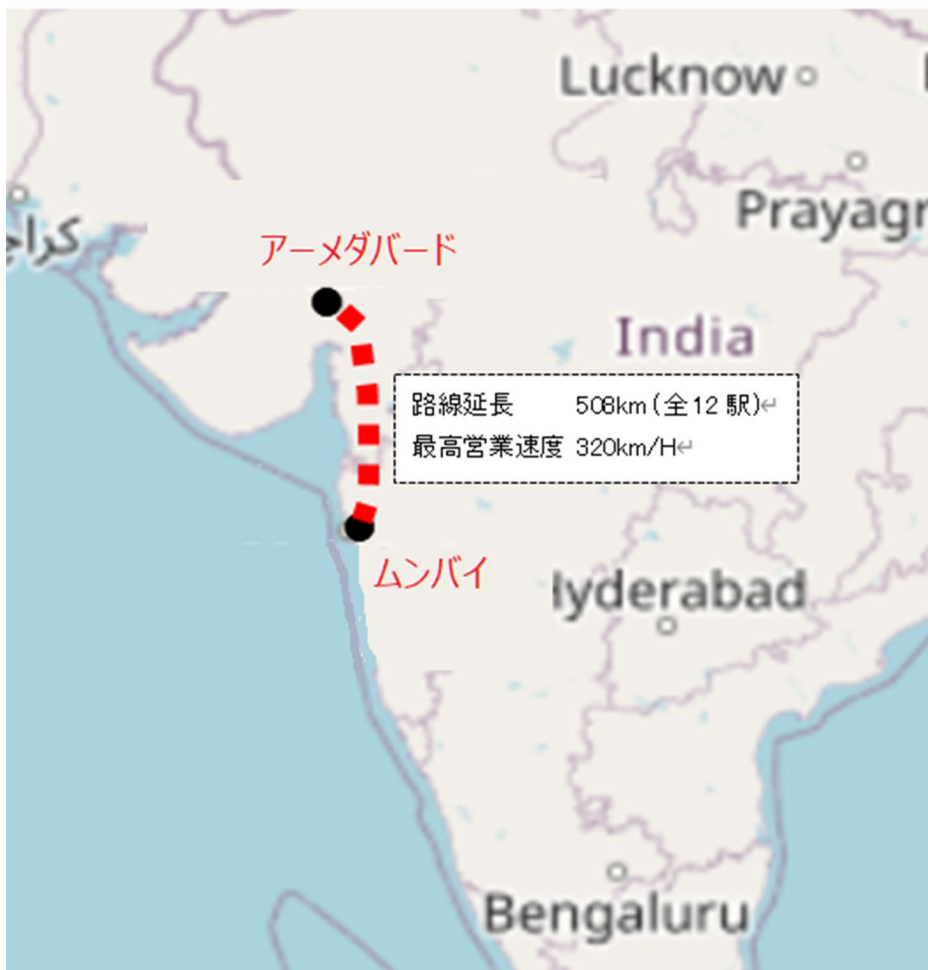 Lucknow
Prayagr
كراچ
アーメダバード
India
路線延長 508km(全12 駅)↵
最高営業速度 320km/H↵
ムンバイ
lyderabad
Bengaluru